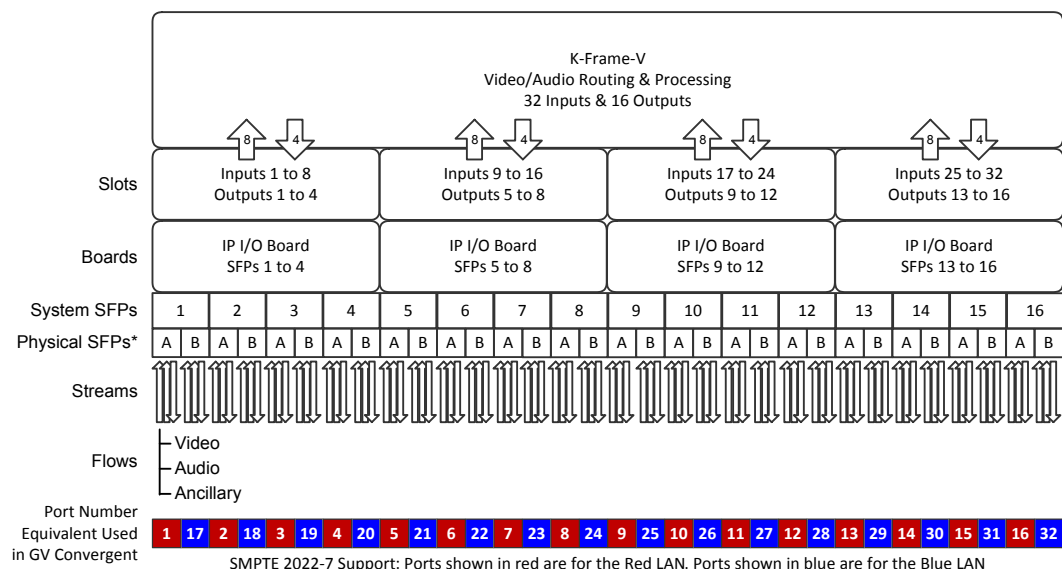 K-Frame-V
Video/Audio Routing & Processing
32 Inputs & 16 Outputs
8 4 8 4 8 4 8 4
Slots
Inputs 1 to 8
Outputs 1 to 4
Inputs 9 to 16
Outputs 5 to 8
Inputs 17 to 24
Outputs 9 to 12
Inputs 25 to 32
Outputs 13 to 16
Boards
IP I/O Board
SFPs 1 to 4
IP I/O Board
SFPs 5 to 8
IP I/O Board
SFPs 9 to 12
IP I/O Board
SFPs 13 to 16
System SFPs 1 2 3 4 5 6 7 8 9 10 11 12 13 14 15 16
Physical SFPs* A B A B A B A B A B A B A B A B A B A B A B A B A B A B A B A B
Streams
Flows
Video
Audio
Ancillary
Port Number
Equivalent Used
in GV Convergent
1 17 2 18 3 19 4 20 5 21 6 22 7 23 8 24 9 25 10 26 11 27 12 28 13 29 14 30 15 31 16 32
SMPTE 2022-7 Support: Ports shown in red are for the Red LAN. Ports shown in blue are for the Blue LAN